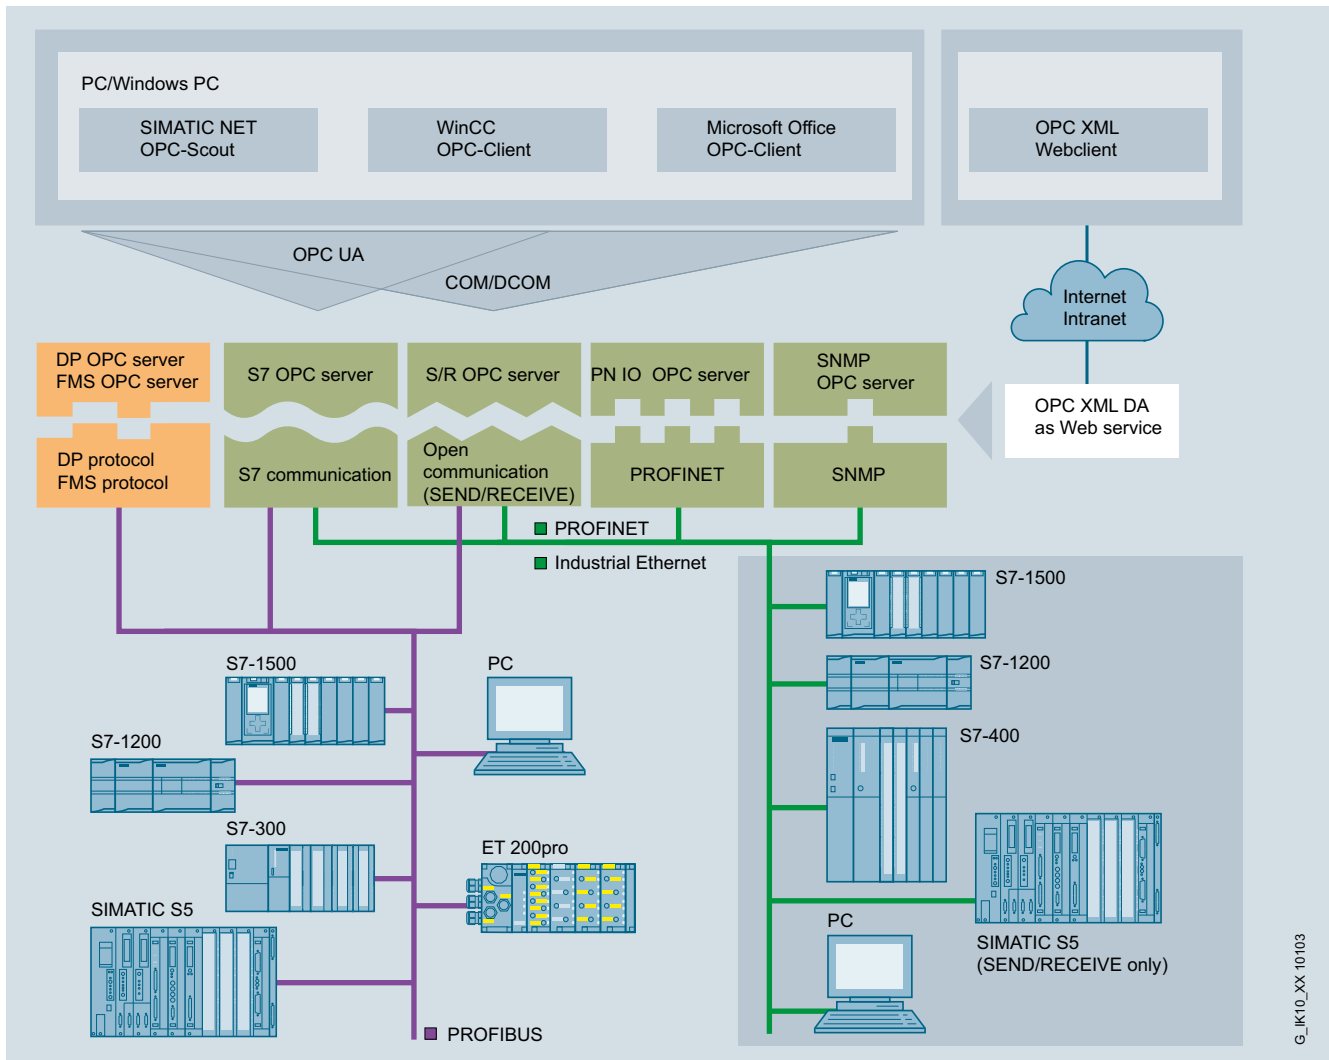 PC/Windows PC
SIMATIC NET
OPC-Scout
WinCC
OPC-Client
Microsoft Office
OPC-Client
OPC XML
Webclient
OPC UA
COM/DCOM
Internet
Intranet
DP OPC server
FMS OPC server
S7 OPC server
S/R OPC server
PN IO OPC server
SNMP
OPC server
OPC XML DA
as Web service
DP protocol
FMS protocol
S7 communication
Open
communication
(SEND/RECEIVE)
PROFINET
SNMP
PROFINET
Industrial Ethernet
S7-1500
S7-1200
S7-400
S7-1500
PC
S7-1200
S7-300
ET 200pro
SIMATIC S5
PC
SIMATIC S5
(SEND/RECEIVE only)
PROFIBUS
G_IK10_XX 10103